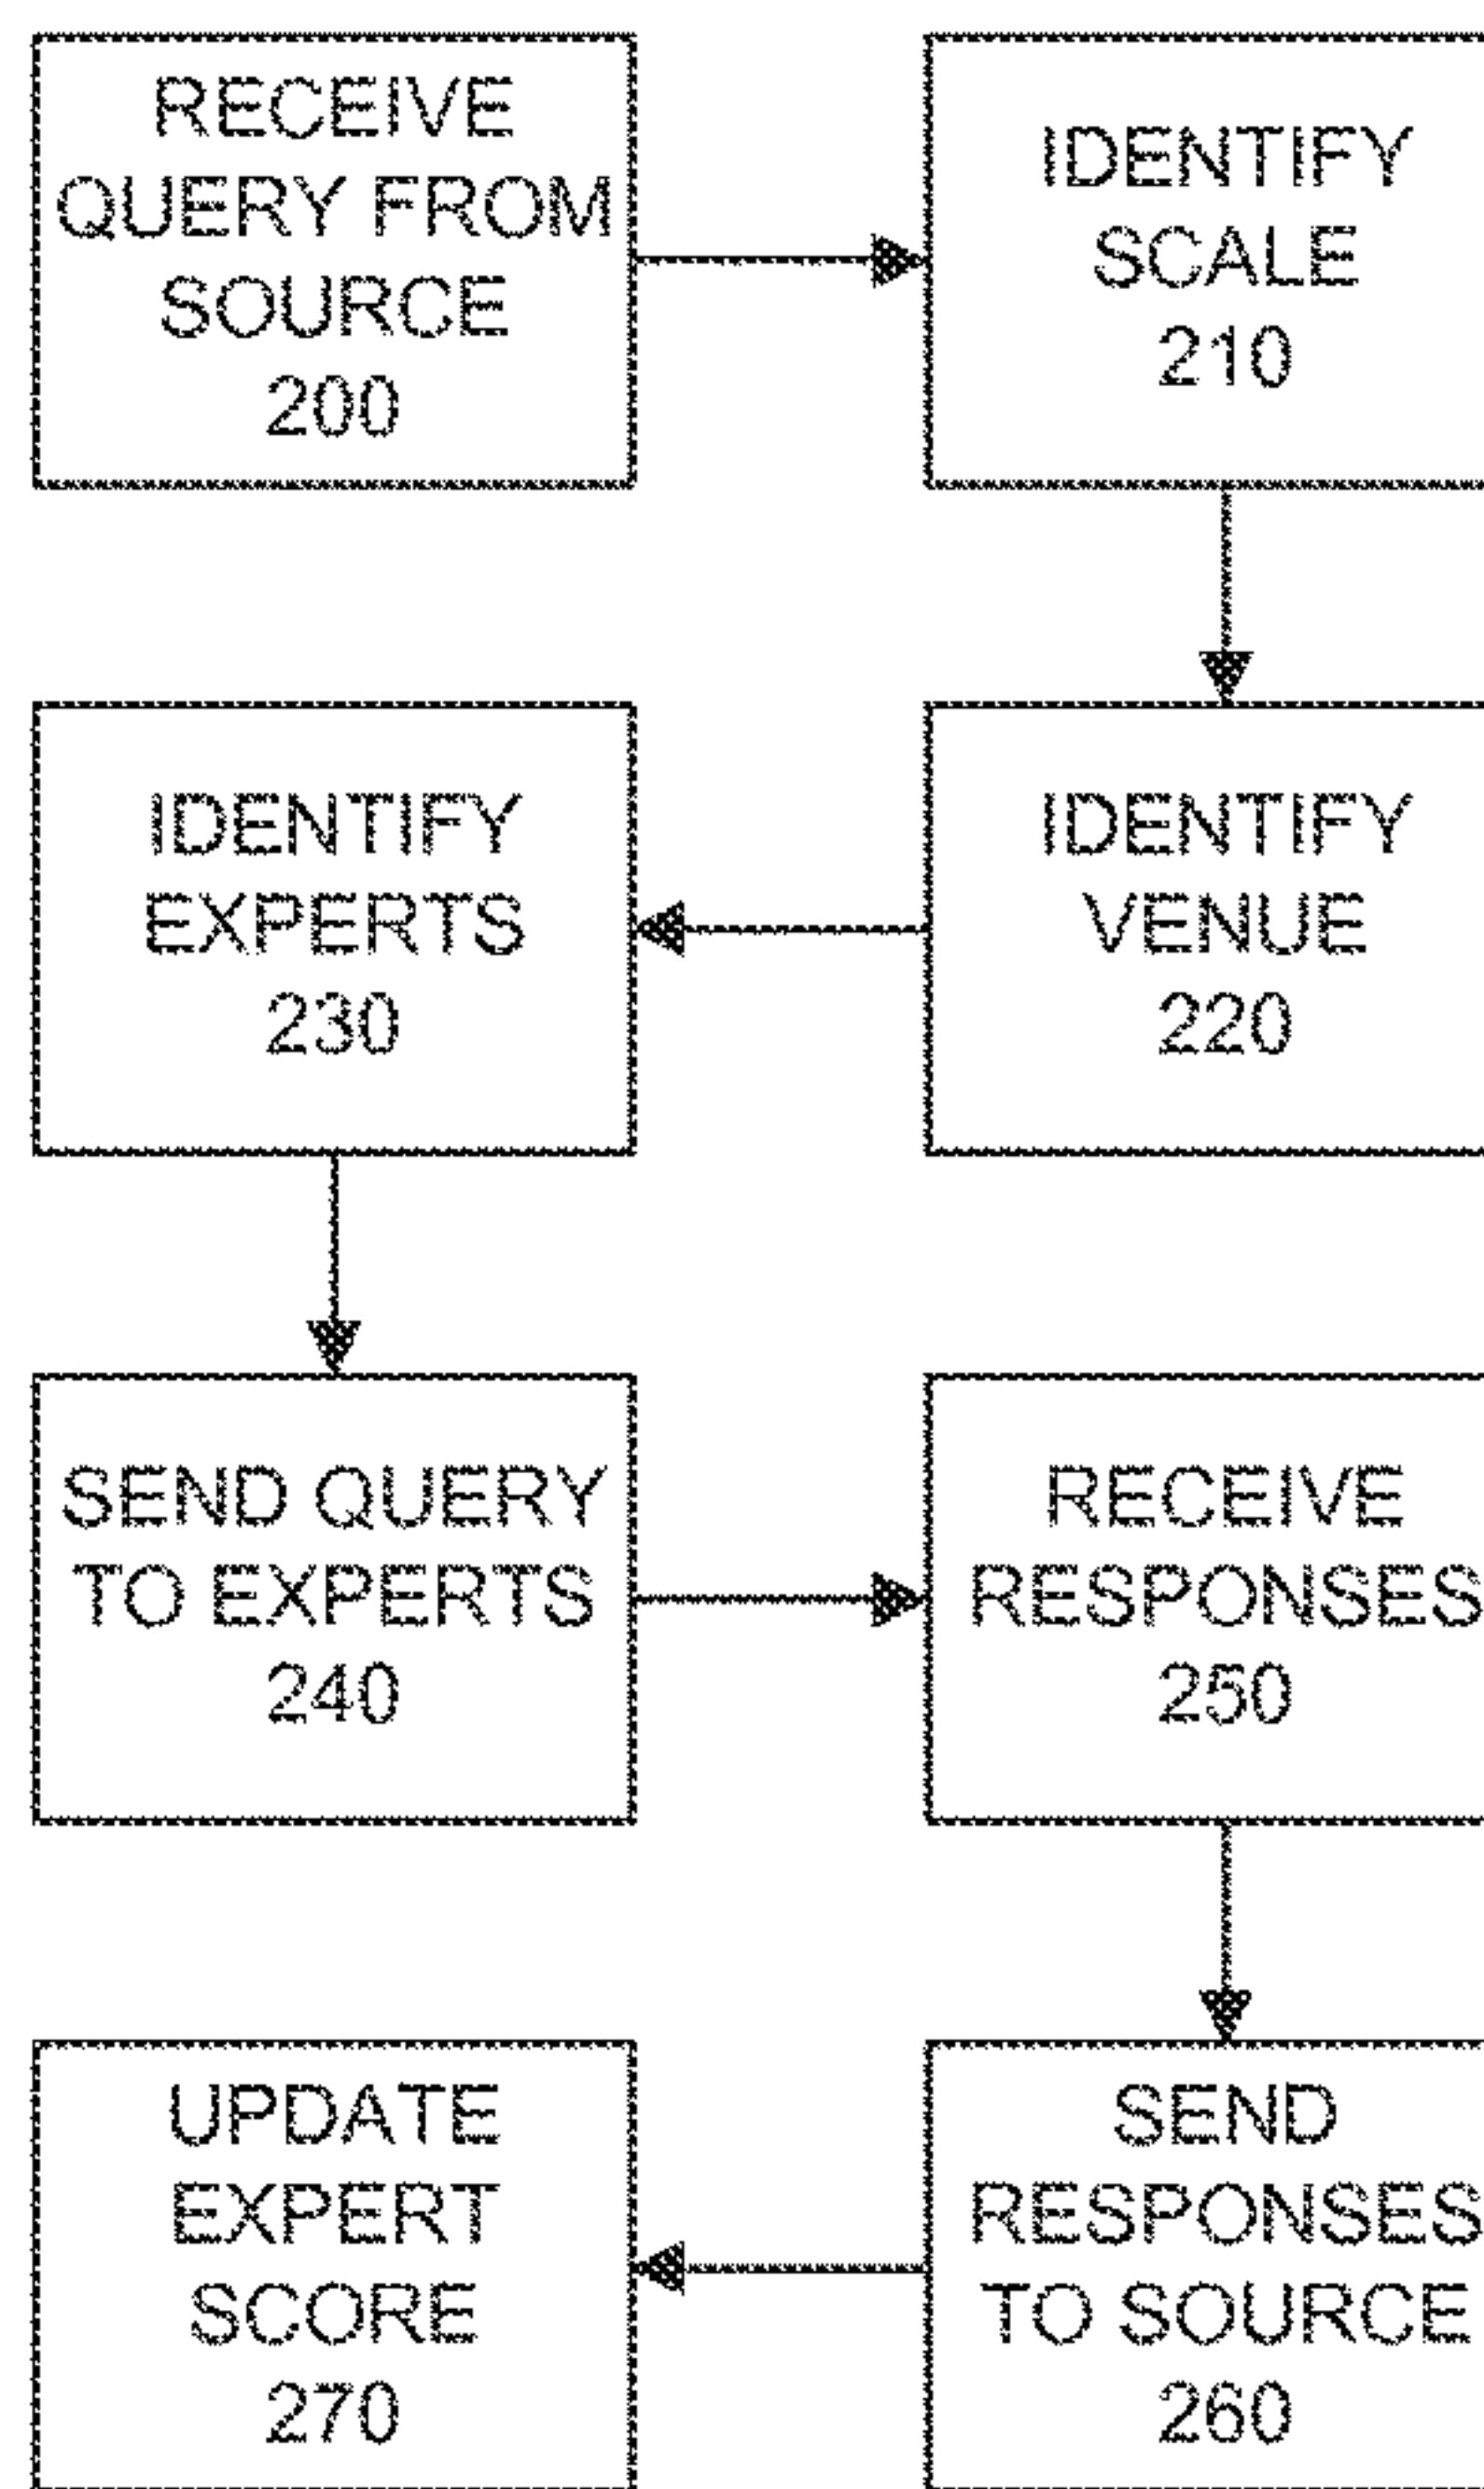 RECEIVE
QUERY FROM
SOURCE
200
IDENTIFY
SCALE
210
IDENTIFY
VENUE
220
IDENTIFY
EXPERTS
230
SEND QUERY
TO EXPERTS
240
RECEIVE
RESPONSES
250
SEND
RESPONSES
TO SOURCE
260
UPDATE
EXPERT
SCORE
270